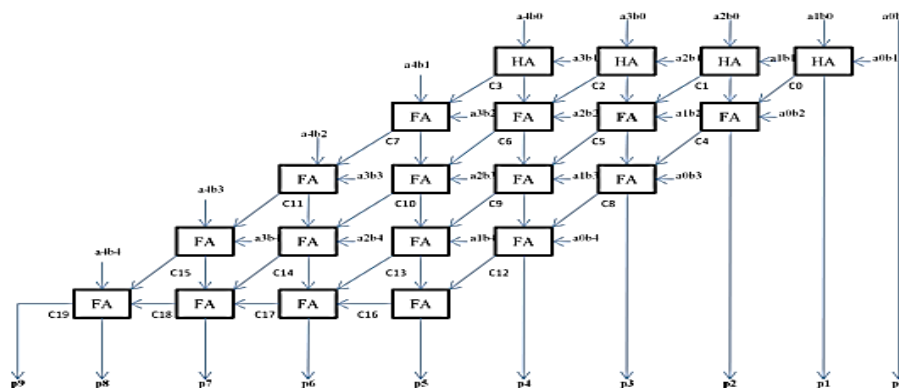 a4b0 a3b0 a2b0 a1b0
HA a3b1 HA a2b1 HA a1b1 HA a0b1
a4b1 C3 C2 C1 C0
FA a3b2 FA a2b2 FA a1b2 FA a0b2
a4b2 C7 C6 C5 C4
FA a3b3 FA a2b3 FA a1b3 FA a0b3
a4b3 C11 C10 C9 C8
FA a3b4 FA a2b4 FA a1b4 FA a0b4
a4b4 C15 C14 C13 C12
FA FA FA FA
C19 C18 C17 C16
p9 p8 p7 p6 p5 p4 p3 p2 p1